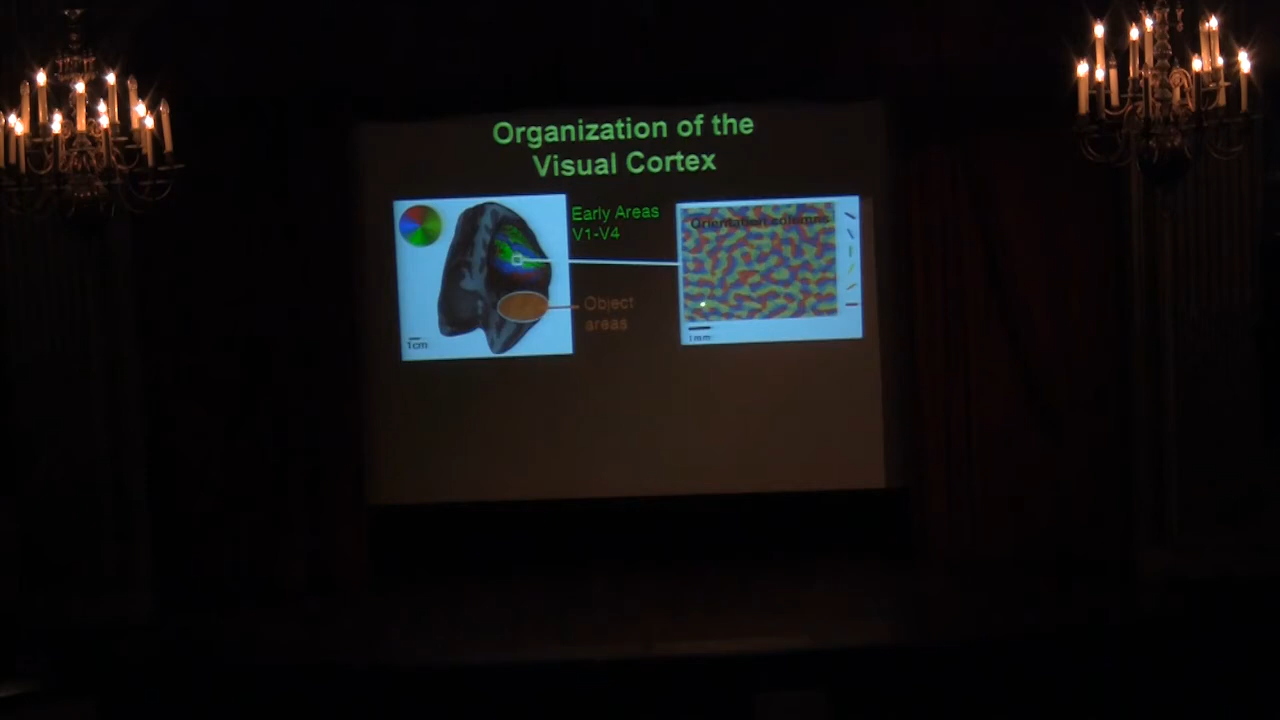 Organization of the
Visual Cortex
Early Areas
V1-V4
Orientation columns
Object
areas
1cm
1mm